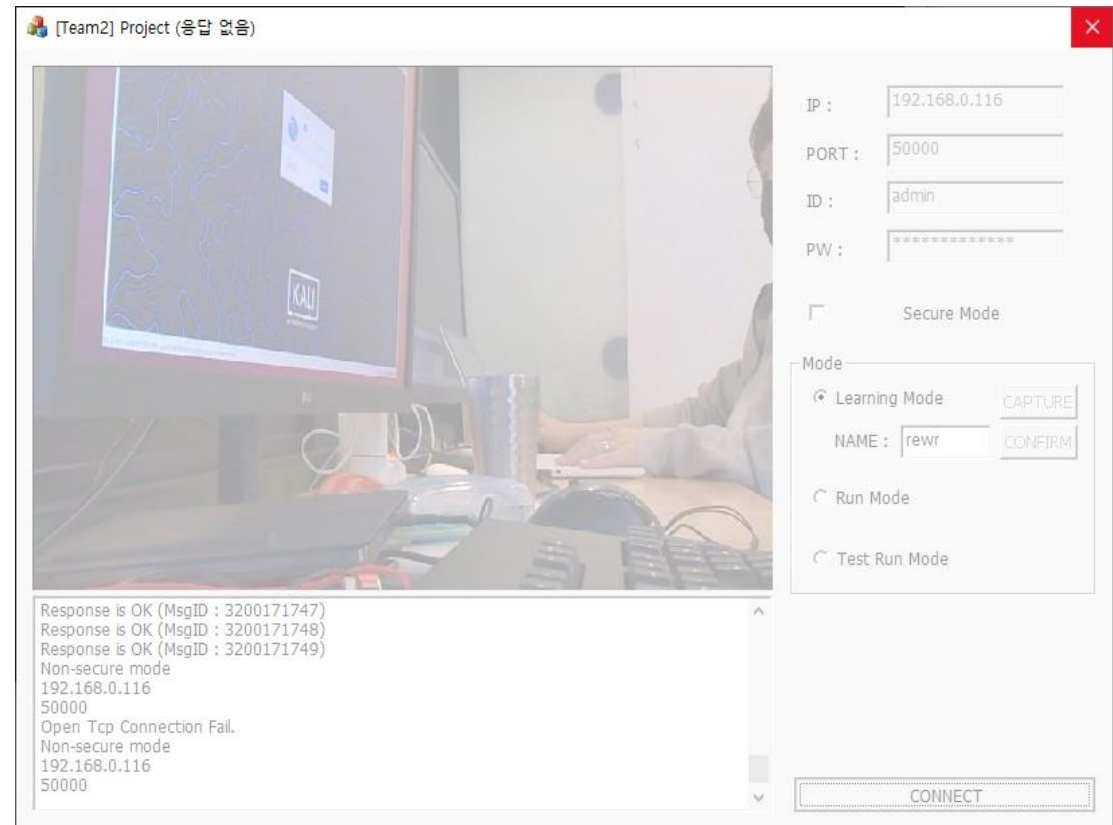 [Team2] Project (응답 없음)
KALI
IP : 192.168.0.116
PORT : 50000
ID : admin
PW : *************
Secure Mode
Mode
Learning Mode CAPTURE
NAME : rewr CONFIRM
Run Mode
Test Run Mode
Response is OK (MsgID : 3200171747)
Response is OK (MsgID : 3200171748)
Response is OK (MsgID : 3200171749)
Non-secure mode
192.168.0.116
50000
Open Tcp Connection Fail.
Non-secure mode
192.168.0.116
50000
CONNECT